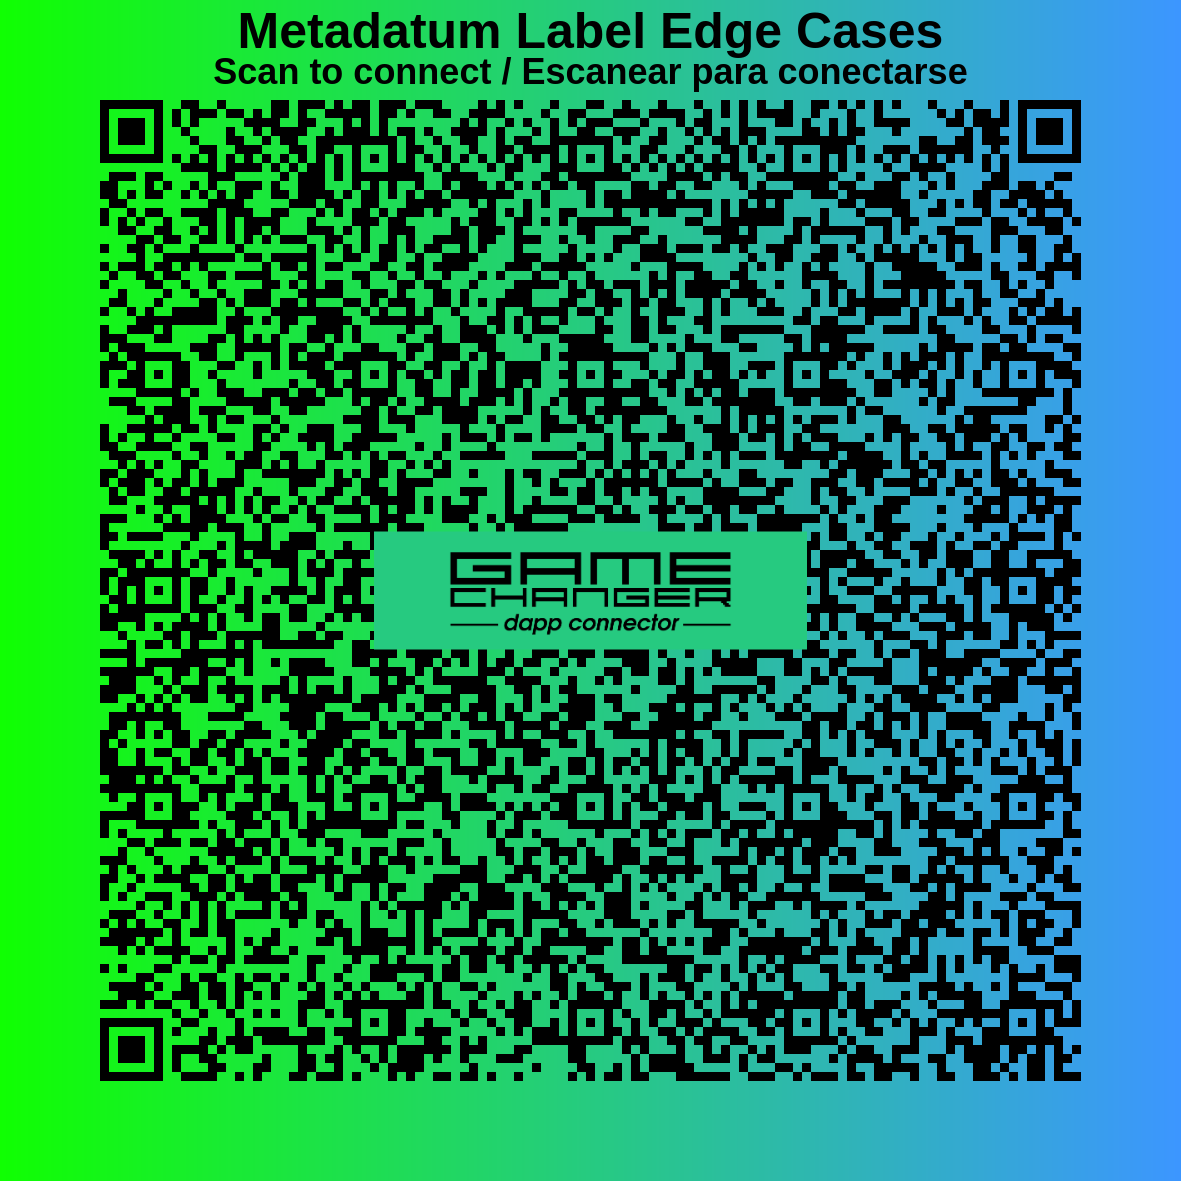 Metadatum Label Edge Cases
Scan to connect / Escanear para conectarse
GAME
CHANGER
dapp connector